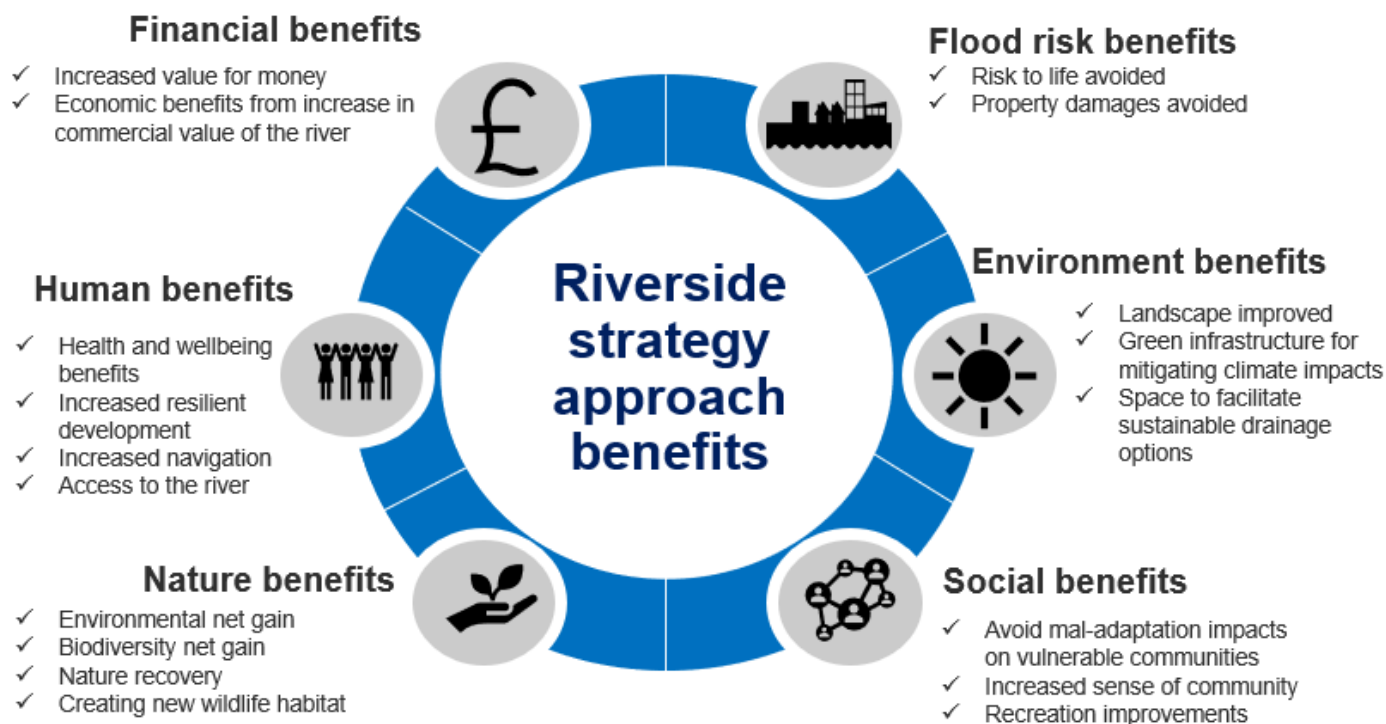 Financial benefits
✓ Increased value for money
✓ Economic benefits from increase in
commercial value of the river
£
Flood risk benefits
✓ Risk to life avoided
✓ Property damages avoided
Human benefits
✓ Health and wellbeing
benefits
✓ Increased resilient
development
✓ Increased navigation
✓ Access to the river
Riverside
strategy
approach
benefits
Environment benefits
✓ Landscape improved
✓ Green infrastructure for
mitigating climate impacts
✓ Space to facilitate
sustainable drainage
options
Nature benefits
✓ Environmental net gain
✓ Biodiversity net gain
✓ Nature recovery
✓ Creating new wildlife habitat
Social benefits
✓ Avoid mal-adaptation impacts
on vulnerable communities
✓ Increased sense of community
✓ Recreation improvements